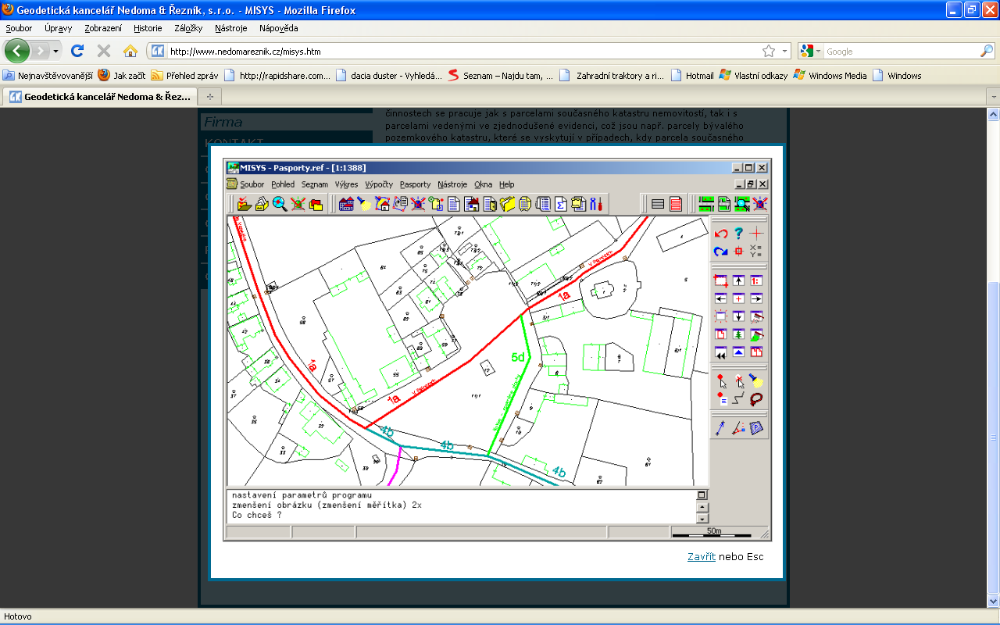 Geodetická kancelář Nedoma & Řezník, s.r.o. - MISYS - Mozilla Firefox
Soubor Úpravy Zobrazení Historie Záložky Nástroje Nápověda
http://www.nedomareznik.cz/misys.htm
Google
Nejnavštěvovanější Jak začít Přehled zpráv http://rapidshare.com... dacia duster - Vyhledá... Seznam – Najdu tam, ... Zahradní traktory a ri... Hotmail Vlastní odkazy Windows Media Windows
Geodetická kancelář Nedoma & Řez...
činnostech se pracuje jak s parcelami současného katastru nemovitostí, tak i s
parcelami vedenými ve zjednodušené evidenci, což jsou např. parcely bývalého
pozemkového katastru, které se vyskytují v případech, kdy parcela současného
Firma
KONTAKT
MISYS - Pasporty.ref - [1:1388]
Soubor Pohled Seznam Výkres Výpočty Pasporty Nástroje Okna Help
X=
Y=
1:
1a
5d
1a
1a
4b
4b
4b
nastavení parametrů programu
zmenšení obrázku (zmenšení měřítka) 2x
Co chceš ?
50m
Zavřít nebo Esc
Hotovo